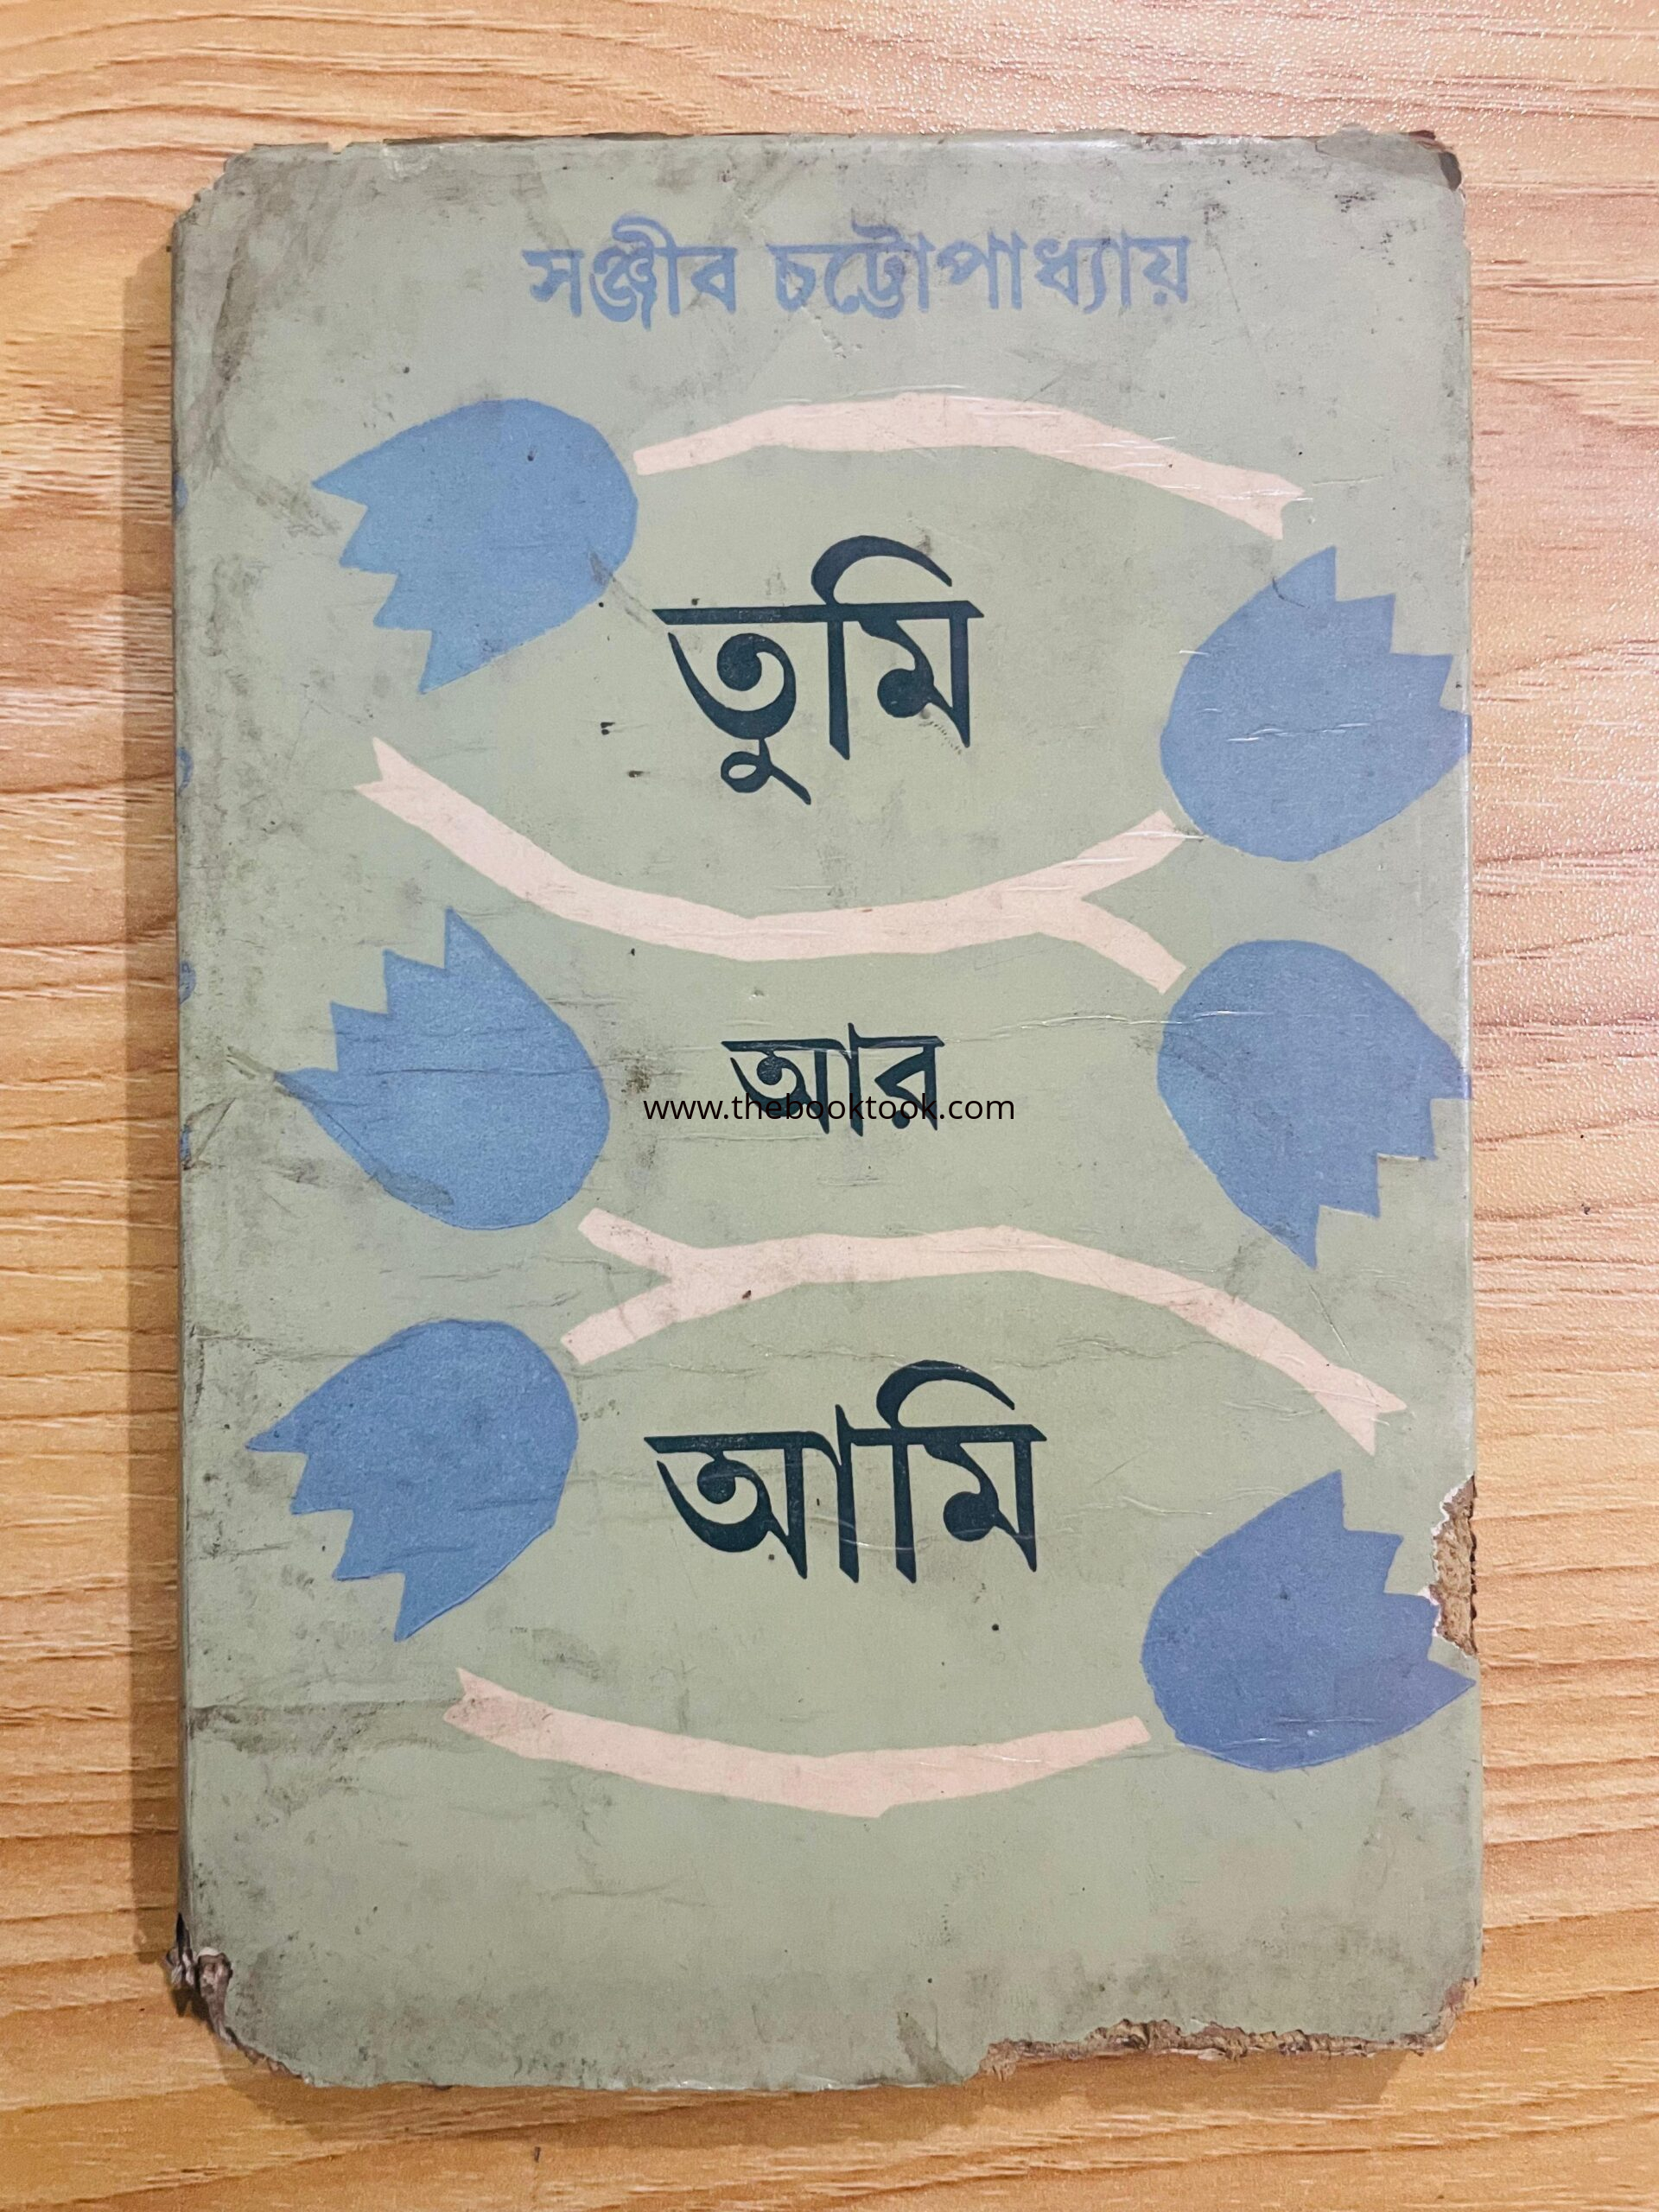 সঞ্জীব চট্টোপাধ্যায়
তুমি
আর
www.thebooktook.com
আমি